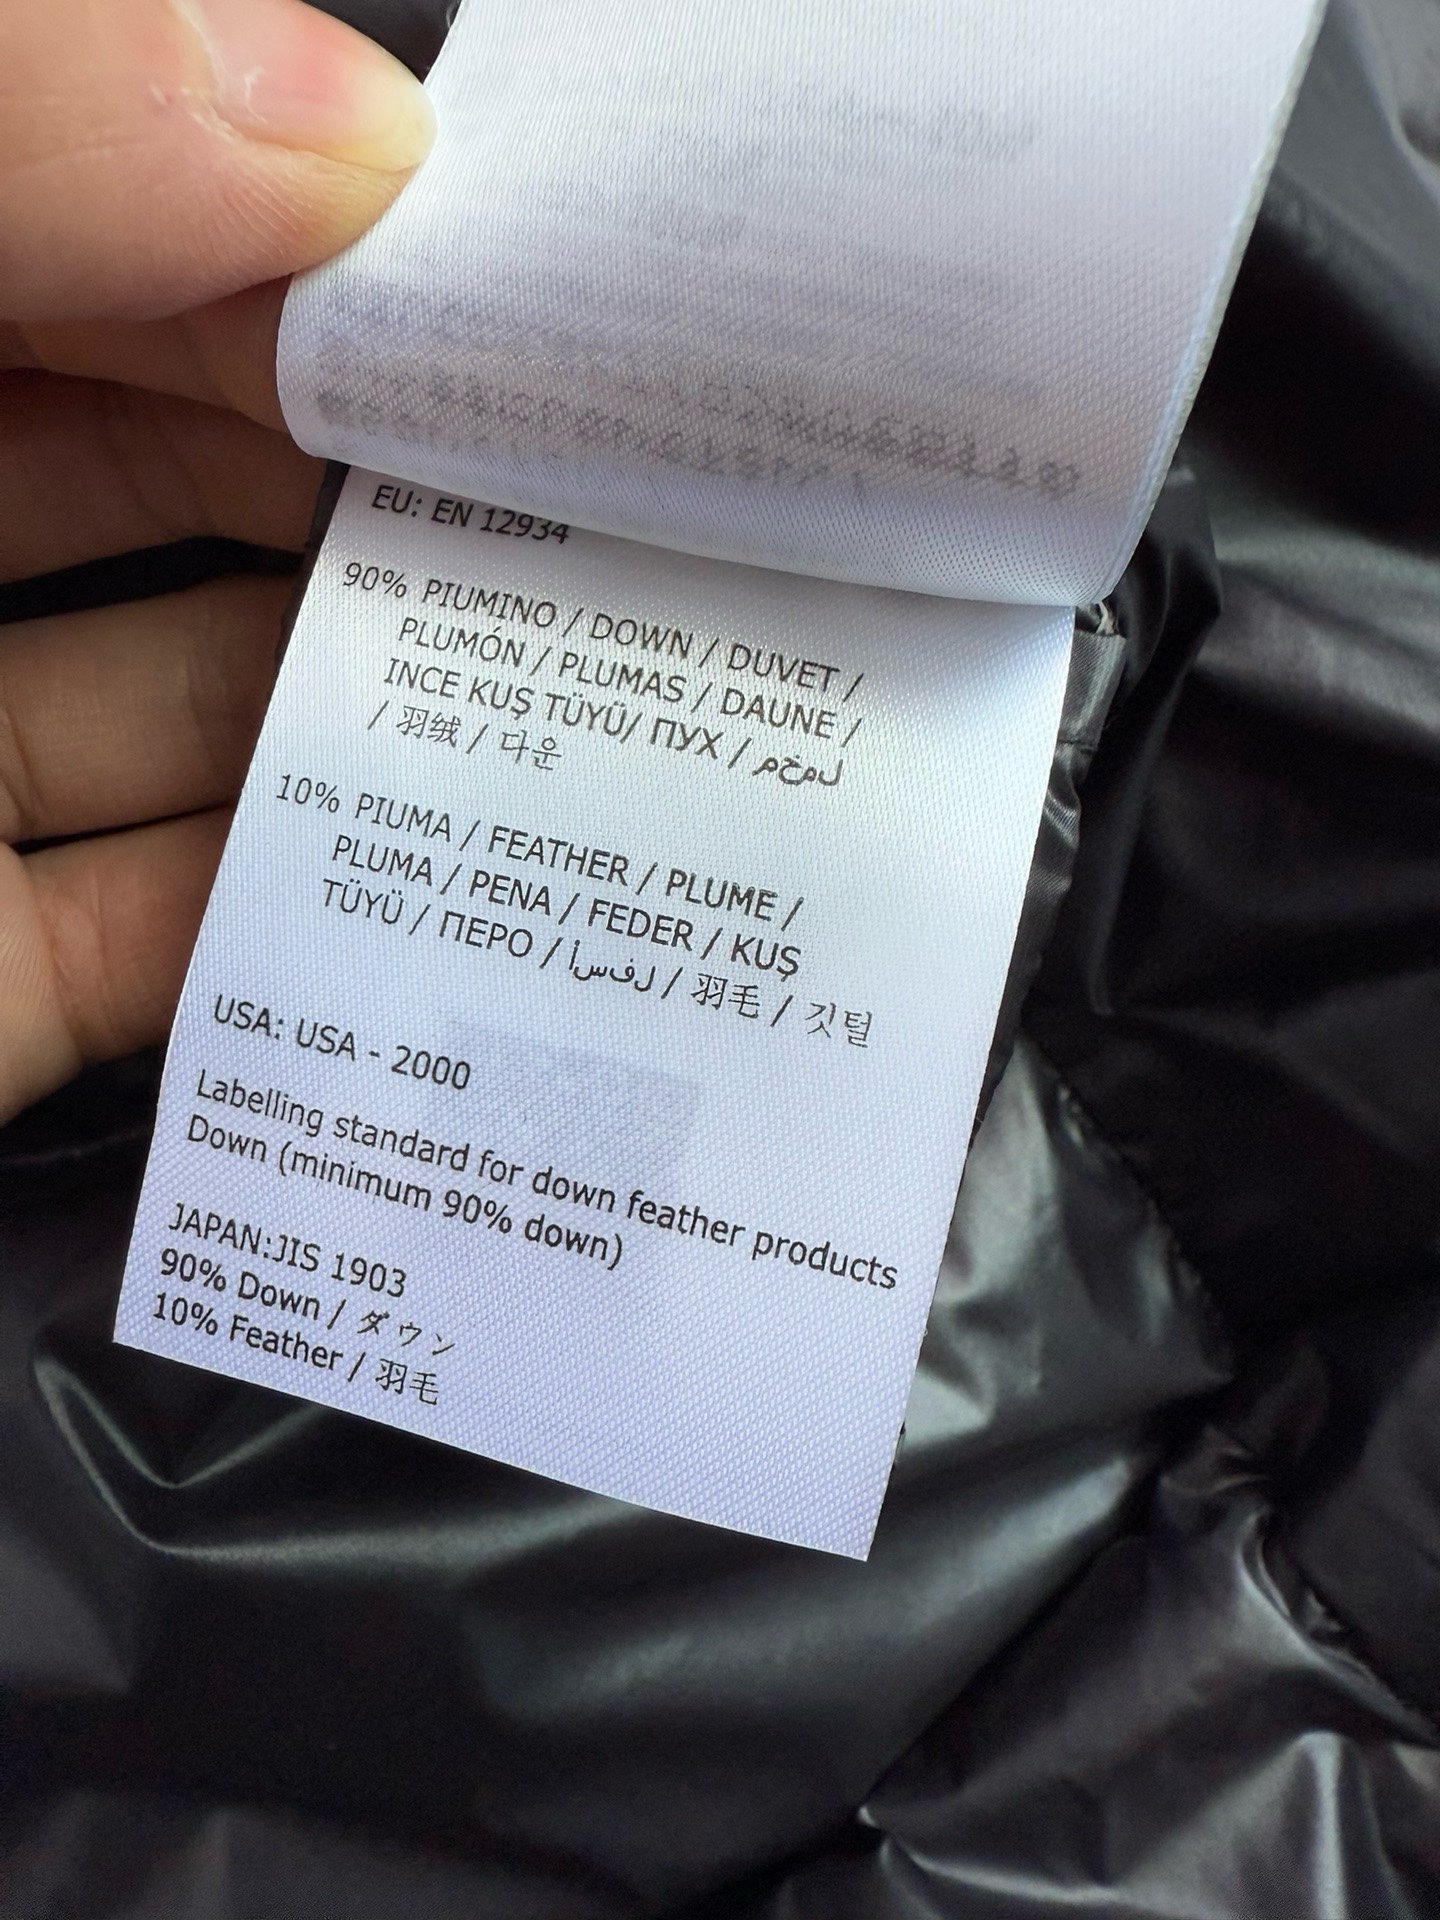 EU: EN 12934
90% PIUMINO / DOWN / DUVET /
PLUMÓN / PLUMAS / DAUNE /
INCE KUŞ TÜYÜ/ ПУХ / لمخم
/ 羽绒 / 다운
10% PIUMA / FEATHER / PLUME /
PLUMA / PENA / FEDER / KUŞ
TÜYÜ / ПЕРО / لفسأ / 羽毛 / 깃털
USA: USA - 2000
Labelling standard for down feather products
Down (minimum 90% down)
JAPAN:JIS 1903
90% Down / ダウン
10% Feather / 羽毛